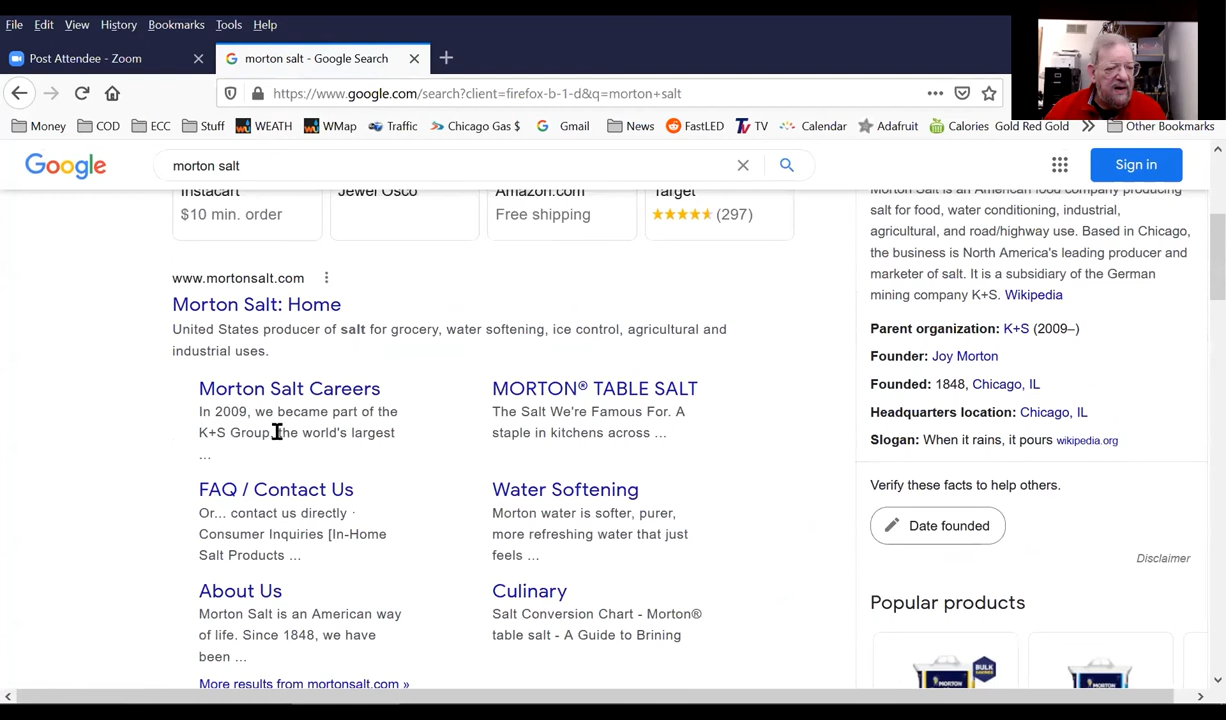 File Edit View History Bookmarks Tools Help
Post Attendee - Zoom
morton salt - Google Search
https://www.google.com/search?client=firefox-b-1-d&q=morton+salt
Money COD ECC Stuff WEATH WMap Traffic Chicago Gas $ Gmail News FastLED TV Calendar Adafruit Calories Gold Red Gold Other Bookmarks
Google
morton salt
Sign in
Instacart
$10 min. order
Jewel Osco
Amazon.com
Free shipping
Target
(297)
www.mortonsalt.com
Morton Salt: Home
United States producer of salt for grocery, water softening, ice control, agricultural and
industrial uses.
Morton Salt Careers
In 2009, we became part of the
K+S Group, the world's largest
...
MORTON® TABLE SALT
The Salt We're Famous For. A
staple in kitchens across ...
FAQ / Contact Us
Or... contact us directly ·
Consumer Inquiries [In-Home
Salt Products ...
Water Softening
Morton water is softer, purer,
more refreshing water that just
feels ...
About Us
Morton Salt is an American way
of life. Since 1848, we have
been ...
Culinary
Salt Conversion Chart - Morton®
table salt - A Guide to Brining
More results from mortonsalt.com »
Morton Salt is an American food company producing
salt for food, water conditioning, industrial,
agricultural, and road/highway use. Based in Chicago,
the business is North America's leading producer and
marketer of salt. It is a subsidiary of the German
mining company K+S. Wikipedia
Parent organization: K+S (2009–)
Founder: Joy Morton
Founded: 1848, Chicago, IL
Headquarters location: Chicago, IL
Slogan: When it rains, it pours wikipedia.org
Verify these facts to help others.
Date founded
Disclaimer
Popular products
BULK
MORTON
MORTON